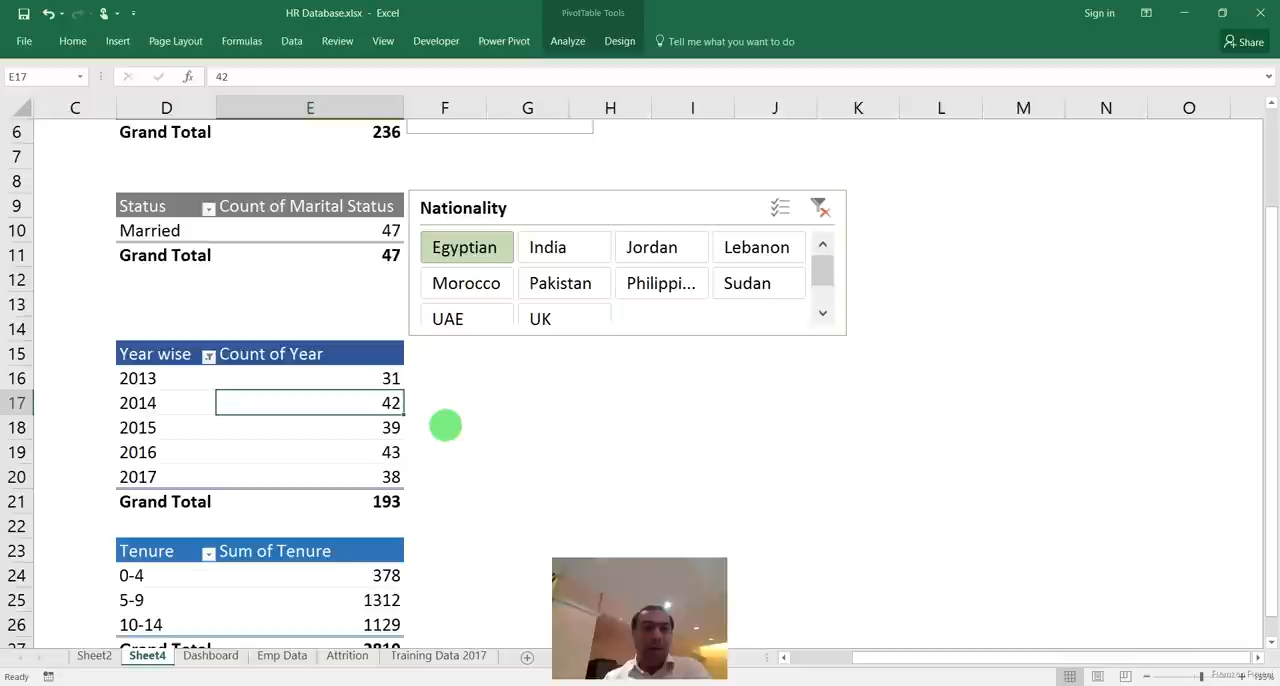 HR Database.xlsx - Excel
PivotTable Tools
Sign in
File Home Insert Page Layout Formulas Data Review View Developer Power Pivot Analyze Design Tell me what you want to do Share
E17 fx 42
C D E F G H I J K L M N O
6 Grand Total 236
7
8
9 Status Count of Marital Status
10 Married 47
11 Grand Total 47
12
13
14
Nationality
Egyptian India Jordan Lebanon
Morocco Pakistan Philippi... Sudan
UAE UK
15 Year wise Count of Year
16 2013 31
17 2014 42
18 2015 39
19 2016 43
20 2017 38
21 Grand Total 193
22
23 Tenure Sum of Tenure
24 0-4 378
25 5-9 1312
26 10-14 1129
Sheet2 Sheet4 Dashboard Emp Data Attrition Training Data 2017
Ready